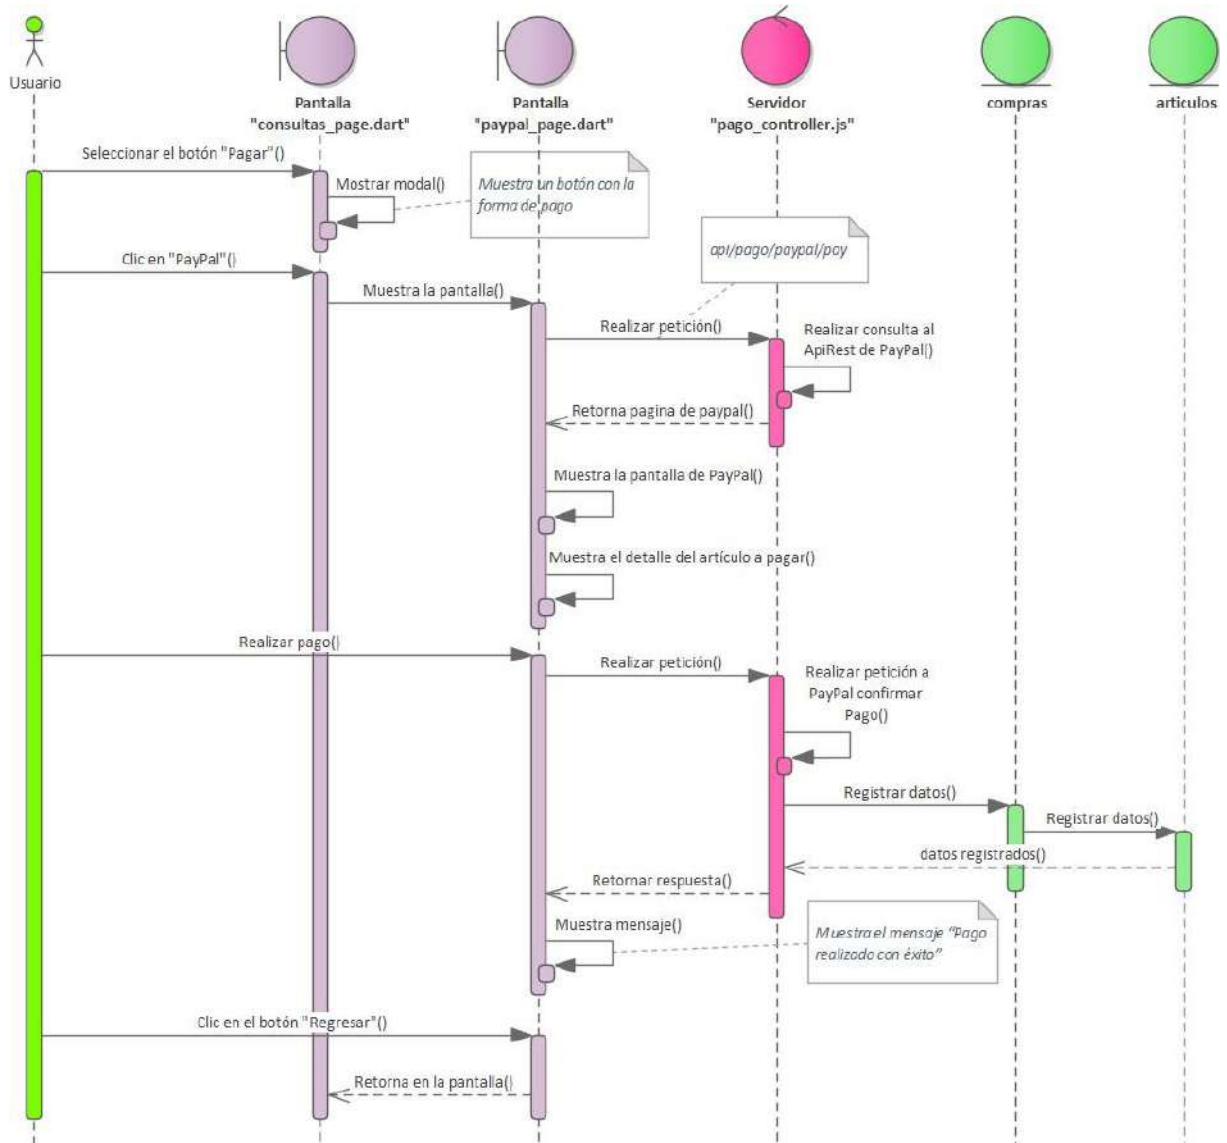 Usuario
Pantalla
"consultas_page.dart"
Pantalla
"paypal_page.dart"
Servidor
"pago_controller.js"
compras
articulos
Seleccionar el botón "Pagar"()
Mostrar modal()
Muestra un botón con la
forma de pago
api/pago/paypal/pay
Clic en "PayPal"()
Muestra la pantalla()
Realizar petición()
Realizar consulta al
ApiRest de PayPal()
Retorna pagina de paypal()
Muestra la pantalla de PayPal()
Muestra el detalle del artículo a pagar()
Realizar pago()
Realizar petición()
Realizar petición a
PayPal confirmar
Pago()
Registrar datos()
Registrar datos()
datos registrados()
Retornar respuesta()
Muestra mensaje()
Muestra el mensaje “Pago
realizado con éxito”
Clic en el botón "Regresar"()
Retorna en la pantalla()